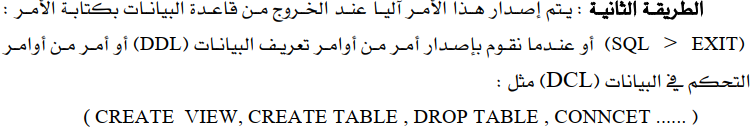 الطريقة الثانية : يتم إصدار هذا الأمر آليا عند الخروج من قاعدة البيانات بكتابة الأمر :
(SQL > EXIT) أو عندما نقوم بإصدار أمر من أوامر تعريف البيانات (DDL) أو أمر من أوامر
التحكم في البيانات (DCL) مثل :
( CREATE VIEW, CREATE TABLE , DROP TABLE , CONNCET ...... )